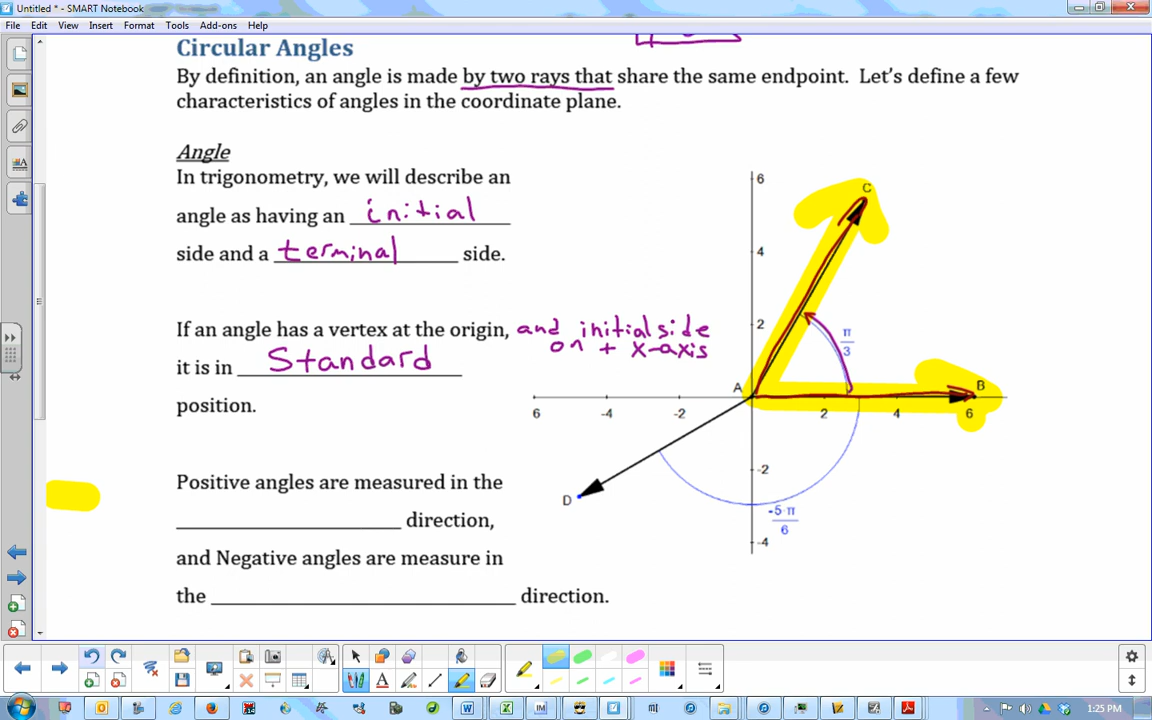 Untitled * - SMART Notebook
File Edit View Insert Format Tools Add-ons Help
Circular Angles
By definition, an angle is made by two rays that share the same endpoint. Let's define a few
characteristics of angles in the coordinate plane.
Angle
In trigonometry, we will describe an
angle as having an initial
side and a terminal side.
If an angle has a vertex at the origin, and initial side
on + x-axis
it is in Standard
position.
Positive angles are measured in the
direction,
and Negative angles are measure in
the direction.
6
C
4
2
π
3
A
B
6 -4 -2 2 4 6
-2
D
-5·π
6
-4
1:25 PM